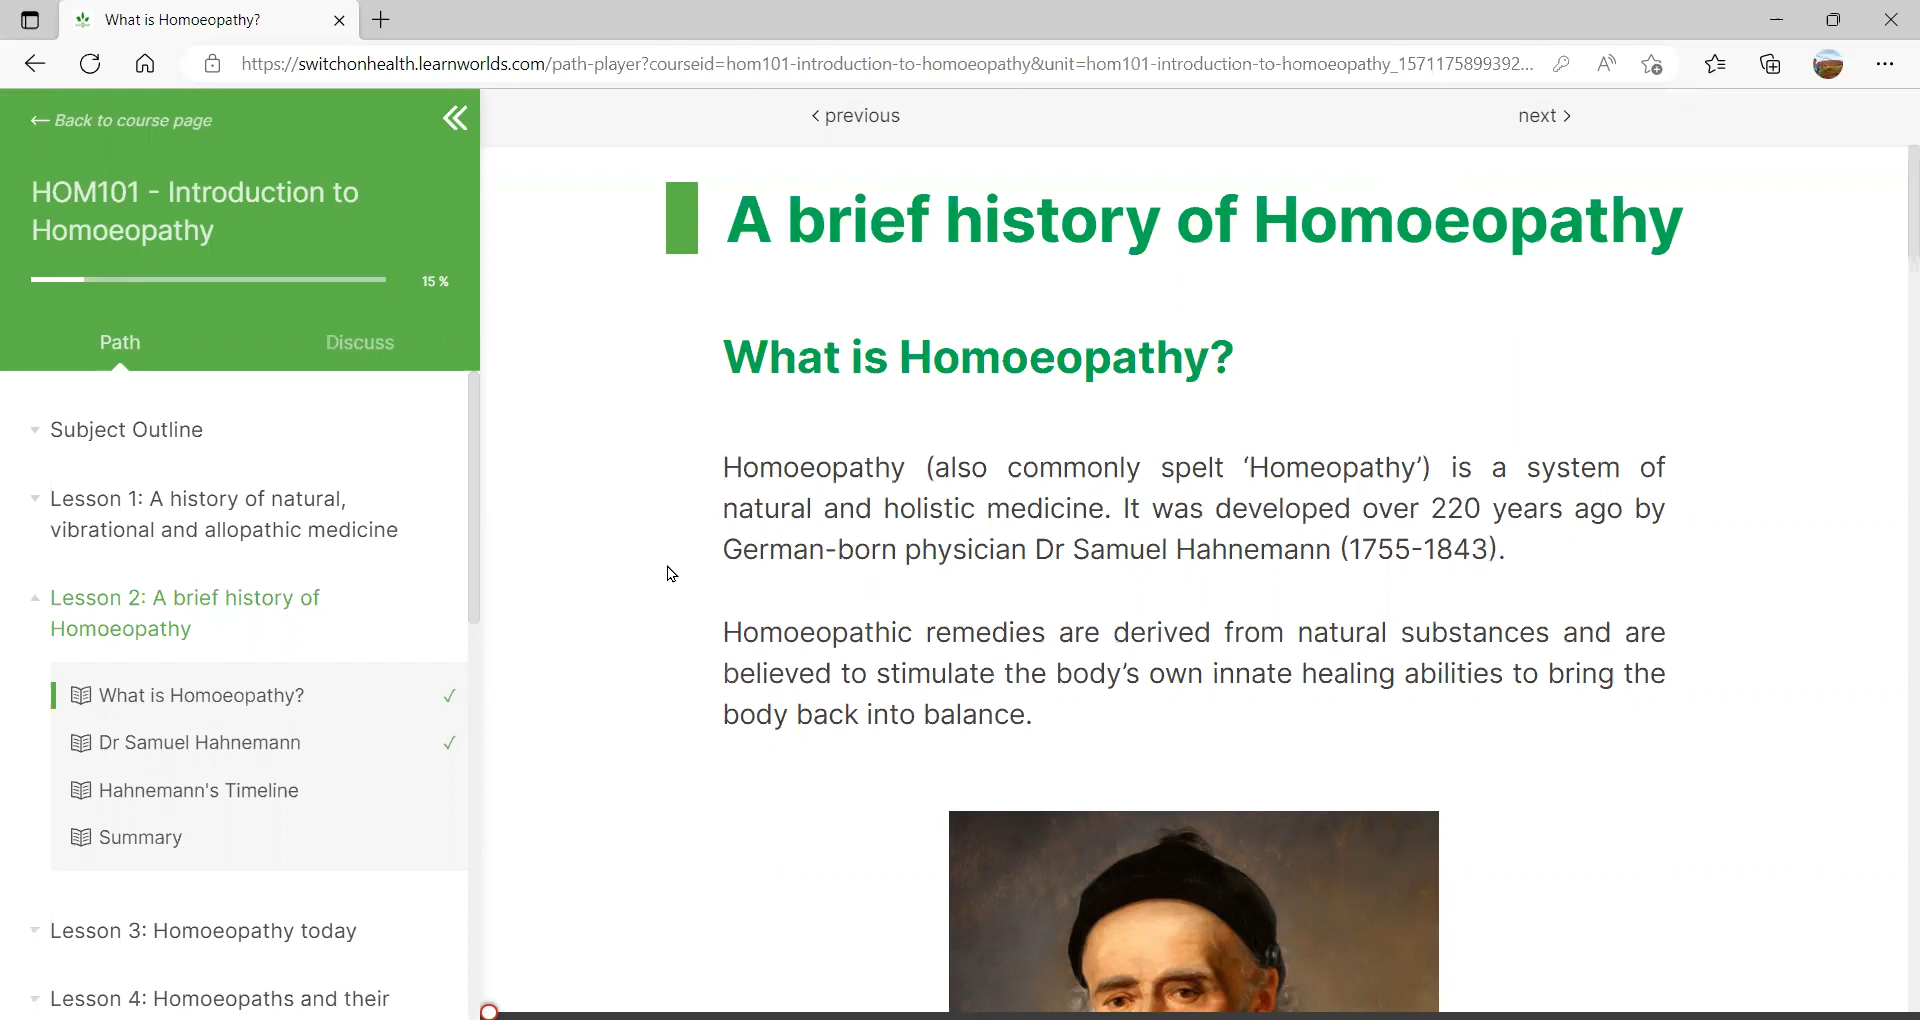 What is Homoeopathy?
https://switchonhealth.learnworlds.com/path-player?courseid=hom101-introduction-to-homoeopathy&unit=hom101-introduction-to-homoeopathy_1571175899392...
← Back to course page
HOM101 - Introduction to
Homoeopathy
15 %
Path
Discuss
Subject Outline
Lesson 1: A history of natural,
vibrational and allopathic medicine
Lesson 2: A brief history of
Homoeopathy
What is Homoeopathy?
Dr Samuel Hahnemann
Hahnemann's Timeline
Summary
Lesson 3: Homoeopathy today
Lesson 4: Homoeopaths and their
< previous
next >
A brief history of Homoeopathy
What is Homoeopathy?
Homoeopathy (also commonly spelt ‘Homeopathy’) is a system of
natural and holistic medicine. It was developed over 220 years ago by
German-born physician Dr Samuel Hahnemann (1755-1843).
Homoeopathic remedies are derived from natural substances and are
believed to stimulate the body’s own innate healing abilities to bring the
body back into balance.